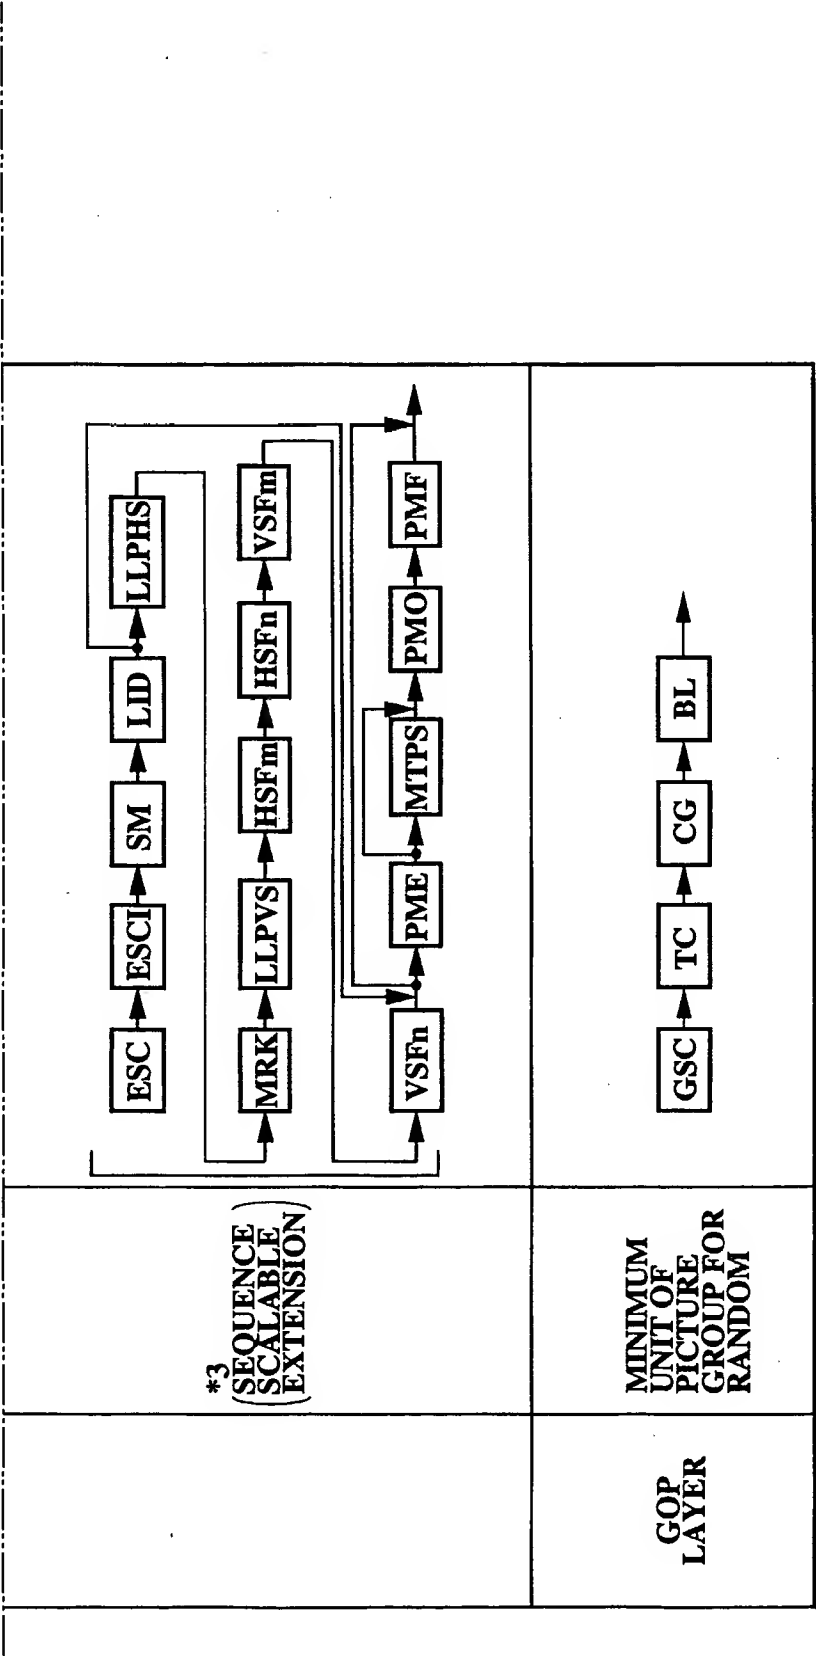 *3
(SEQUENCE
SCALABLE
EXTENSION)
ESC
ESCI
SM
LID
LLPHS
MRK
LLPVS
HSFm
HSFn
VSFm
VSFn
PME
MTPS
PMO
PMF
GOP
LAYER
MINIMUM
UNIT OF
PICTURE
GROUP FOR
RANDOM
GSC
TC
CG
BL